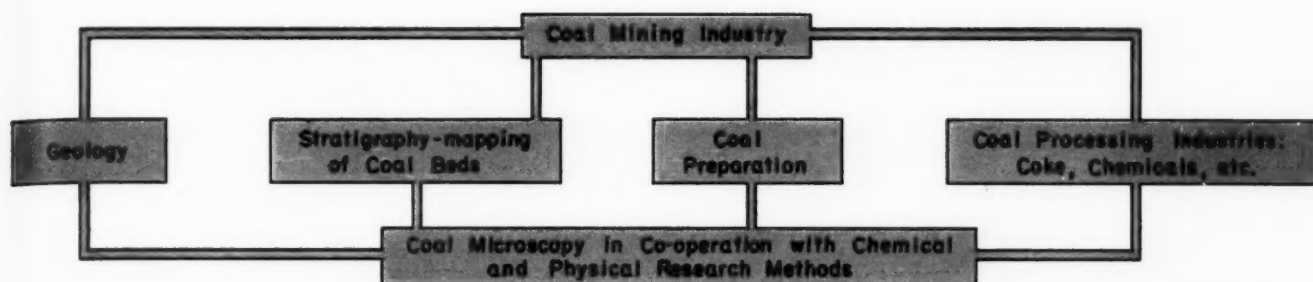 Coal Mining Industry
Geology
Stratigraphy-mapping
of Coal Beds
Coal
Preparation
Coal Processing Industries:
Coke, Chemicals, etc.
Coal Microscopy in Co-operation with Chemical
and Physical Research Methods